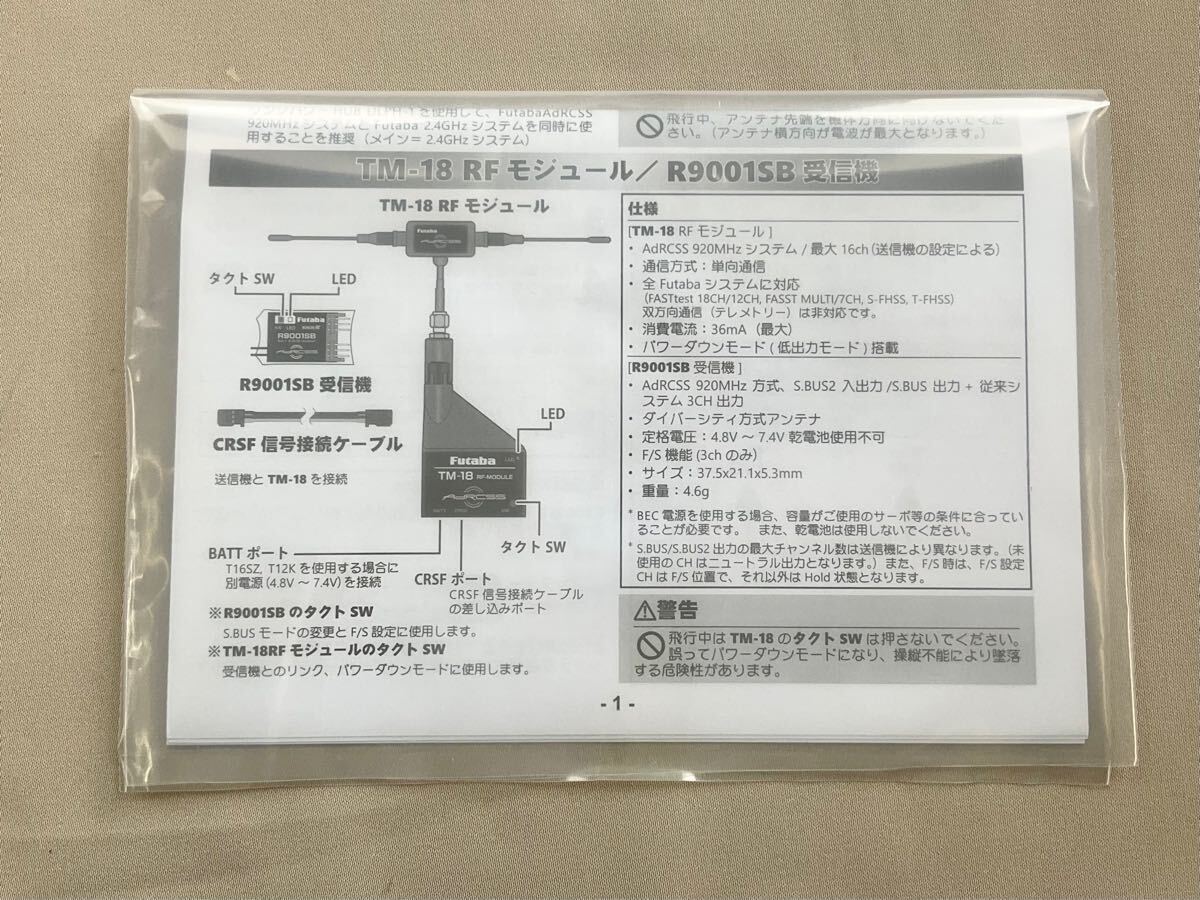 HUB DLPH-1 を使用して、FutabaAdRCSS
920MHz システムと Futaba 2.4GHz システムを同時に使
用することを推奨（メイン＝ 2.4GHz システム）
飛行中、アンテナ先端を機体方向に向けないでくだ
さい。（アンテナ横方向が電波が最大となります。）
TM-18 RF モジュール／ R9001SB 受信機
TM-18 RF モジュール
Futaba
AdRCSS
タクト SW
LED
Futaba
R9001SB
AdRCSS
R9001SB 受信機
CRSF 信号接続ケーブル
送信機と TM-18 を接続
LED
Futaba
TM-18 RF-MODULE
AdRCSS
BATT ポート
T16SZ, T12K を使用する場合に
別電源 (4.8V ～ 7.4V) を接続
タクト SW
CRSF ポート
CRSF 信号接続ケーブル
の差し込みポート
※R9001SB のタクト SW
S.BUS モードの変更と F/S 設定に使用します。
※TM-18RF モジュールのタクト SW
受信機とのリンク、パワーダウンモードに使用します。
仕様
[TM-18 RF モジュール ]
・ AdRCSS 920MHz システム / 最大 16ch (送信機の設定による)
・ 通信方式：単向通信
・ 全 Futaba システムに対応
(FASTtest 18CH/12CH, FASST MULTI/7CH, S-FHSS, T-FHSS)
双方向通信（テレメトリー）は非対応です。
・ 消費電流：36mA（最大）
・ パワーダウンモード ( 低出力モード ) 搭載
[R9001SB 受信機 ]
・ AdRCSS 920MHz 方式、S.BUS2 入出力 /S.BUS 出力 + 従来シ
ステム 3CH 出力
・ ダイバーシティ方式アンテナ
・ 定格電圧：4.8V ～ 7.4V 乾電池使用不可
・ F/S 機能 (3ch のみ)
・ サイズ：37.5x21.1x5.3mm
・ 重量：4.6g
* BEC 電源を使用する場合、容量がご使用のサーボ等の条件に合ってい
ることが必要です。 また、乾電池は使用しないでください。
* S.BUS/S.BUS2 出力の最大チャンネル数は送信機により異なります。（未
使用の CH はニュートラル出力となります。）また、F/S 時は、F/S 設定
CH は F/S 位置で、それ以外は Hold 状態となります。
警告
飛行中は TM-18 のタクト SW は押さないでください。
誤ってパワーダウンモードになり、操縦不能により墜落
する危険性があります。
- 1 -